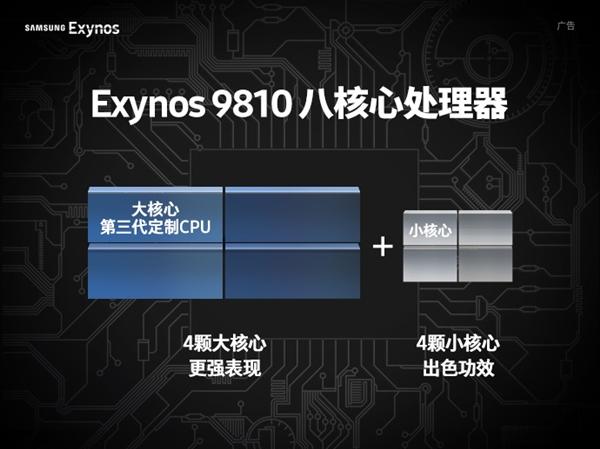 SAMSUNG Exynos
广告
Exynos 9810 八核心处理器
大核心
第三代定制CPU
+
小核心
4颗大核心
更强表现
4颗小核心
出色功效